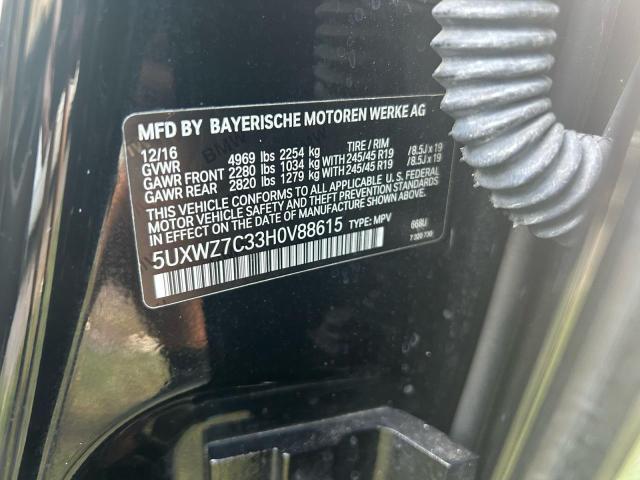 MFD BY BAYERISCHE MOTOREN WERKE AG
12/16 TIRE / RIM
GVWR 4969 lbs 2254 kg
GAWR FRONT 2280 lbs 1034 kg WITH 245/45 R19 / 8.5J x 19
GAWR REAR 2820 lbs 1279 kg WITH 245/45 R19 / 8.5J x 19
THIS VEHICLE CONFORMS TO ALL APPLICABLE U.S. FEDERAL
MOTOR VEHICLE SAFETY AND THEFT PREVENTION STANDARDS
IN EFFECT ON THE DATE OF MANUFACTURE SHOWN ABOVE.
5UXWZ7C33H0V88615 TYPE: MPV 668U